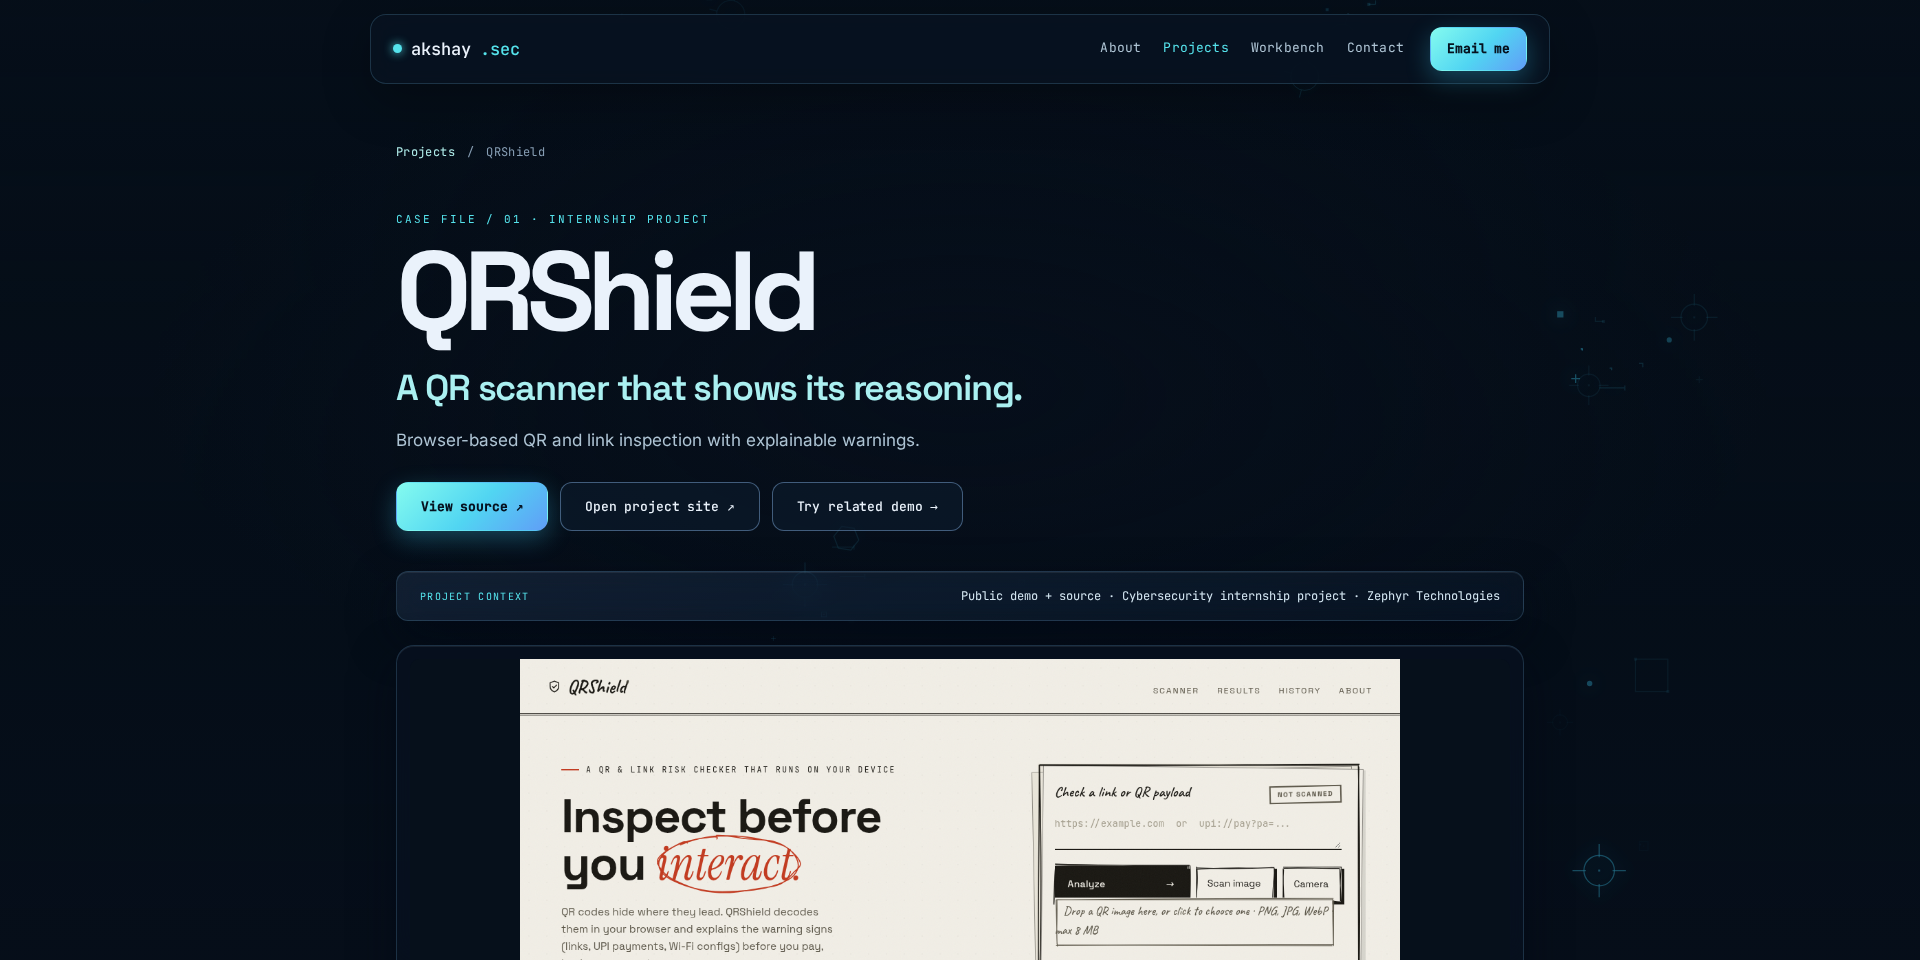 akshay .sec
About Projects Workbench Contact Email me
Projects / QRShield
CASE FILE / 01 · INTERNSHIP PROJECT
QRShield
A QR scanner that shows its reasoning.
Browser-based QR and link inspection with explainable warnings.
View source ↗ Open project site ↗ Try related demo →
PROJECT CONTEXT Public demo + source · Cybersecurity internship project · Zephyr Technologies
QRShield SCANNER RESULTS HISTORY ABOUT
A QR & LINK RISK CHECKER THAT RUNS ON YOUR DEVICE
Inspect before
you interact.
QR codes hide where they lead. QRShield decodes
them in your browser and explains the warning signs
(links, UPI payments, Wi-Fi configs) before you pay,
Check a link or QR payload NOT SCANNED
https://example.com or upi://pay?pa=...
Analyze → Scan image Camera
Drop a QR image here, or click to choose one · PNG, JPG, WebP ·
max 8 MB